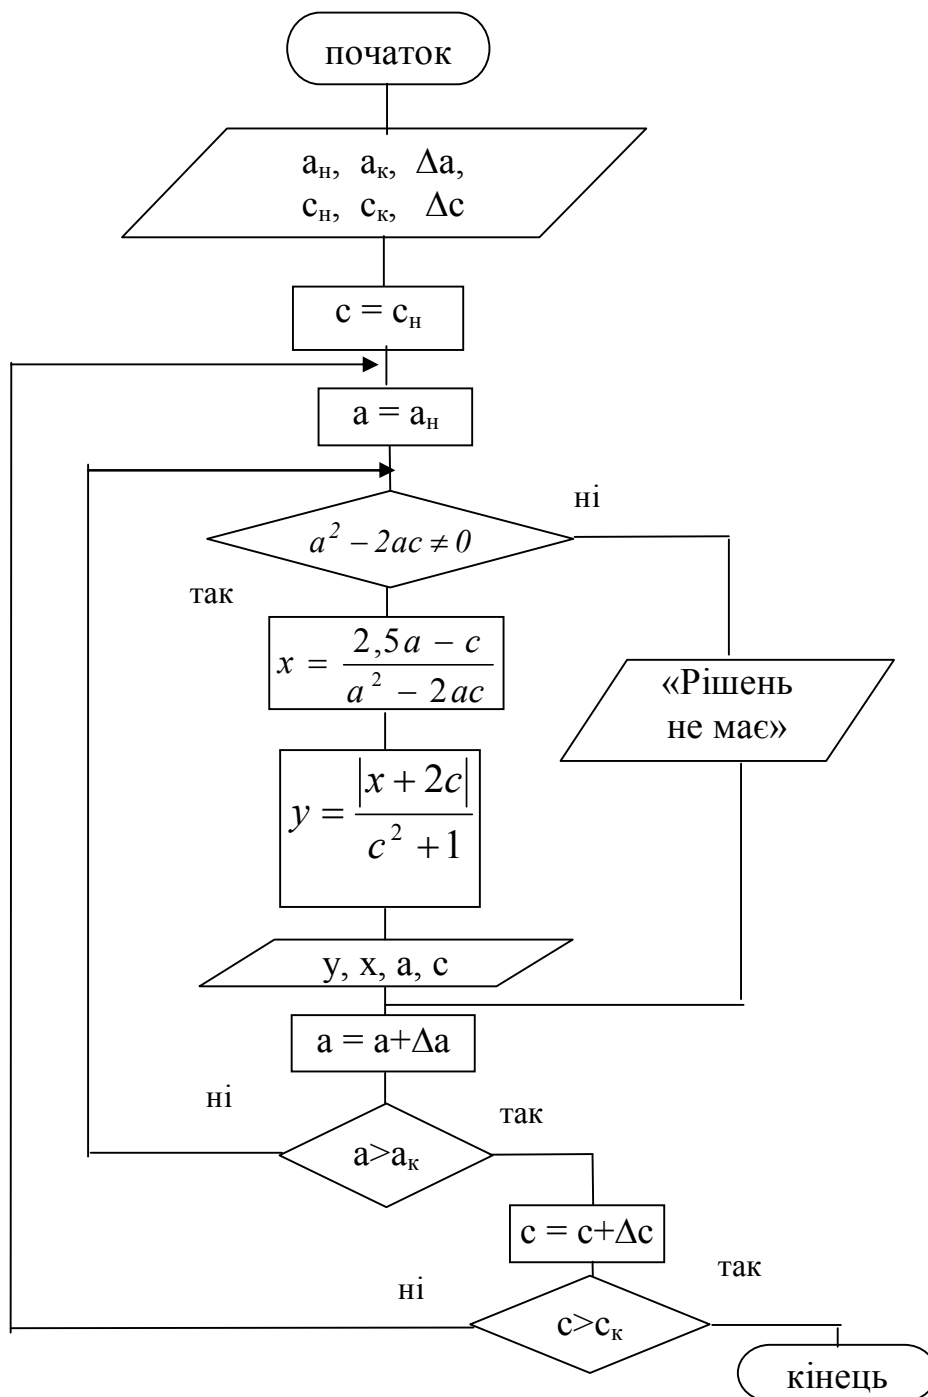 початок
aн, aк, Δa,
cн, cк, Δc
c = cн
a = aн
ні
a² – 2ac ≠ 0
так
x = (2,5a – c) / (a² – 2ac)
«Рішень
не має»
y = |x + 2c| / (c² + 1)
y, x, a, c
a = a+Δa
ні
так
a>aк
c = c+Δc
так
ні
c>cк
кінець